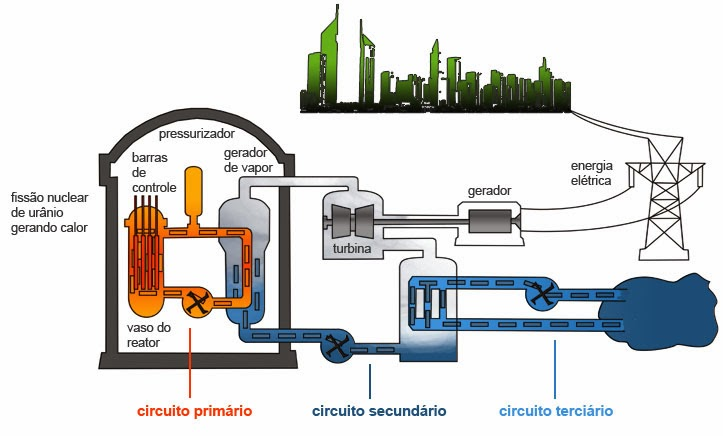 pressurizador
barras
de
controle
gerador
de vapor
fissão nuclear
de urânio
gerando calor
vaso do
reator
turbina
gerador
energia
elétrica
circuito primário
circuito secundário
circuito terciário